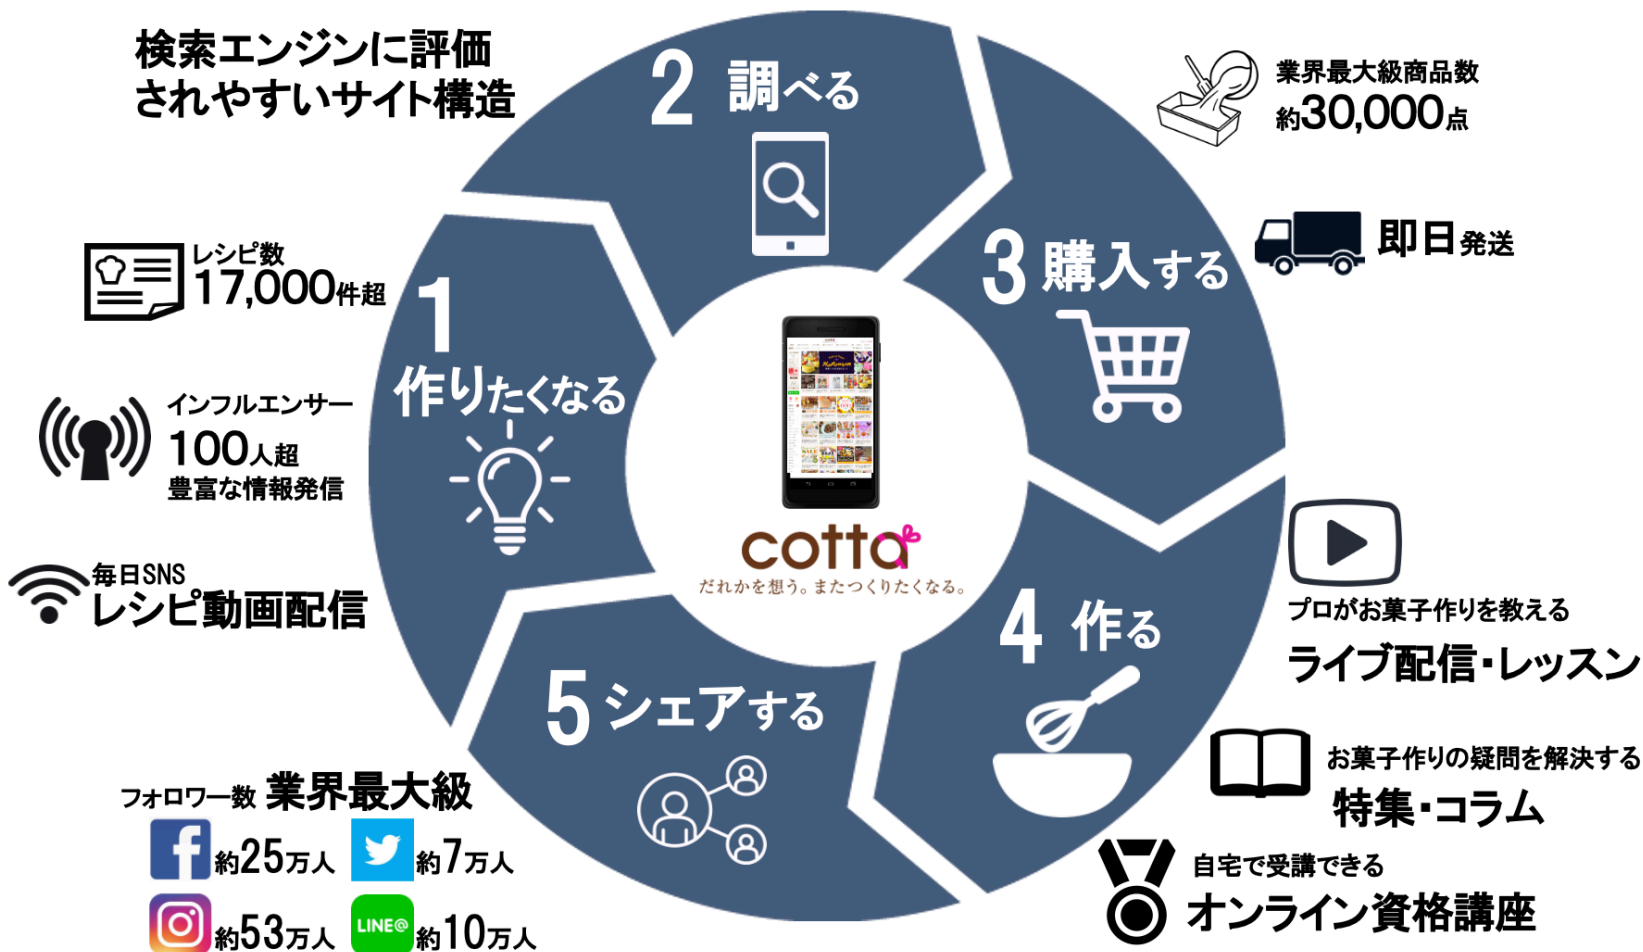 検索エンジンに評価
されやすいサイト構造
レシピ数
17,000件超
インフルエンサー
100人超
豊富な情報発信
毎日SNS
レシピ動画配信
1
作りたくなる
2 調べる
3 購入する
業界最大級商品数
約30,000点
即日発送
cotta
だれかを想う。またつくりたくなる。
4 作る
プロがお菓子作りを教える
ライブ配信・レッスン
お菓子作りの疑問を解決する
特集・コラム
自宅で受講できる
オンライン資格講座
5 シェアする
フォロワー数 業界最大級
約25万人 約7万人
約53万人 LINE@ 約10万人